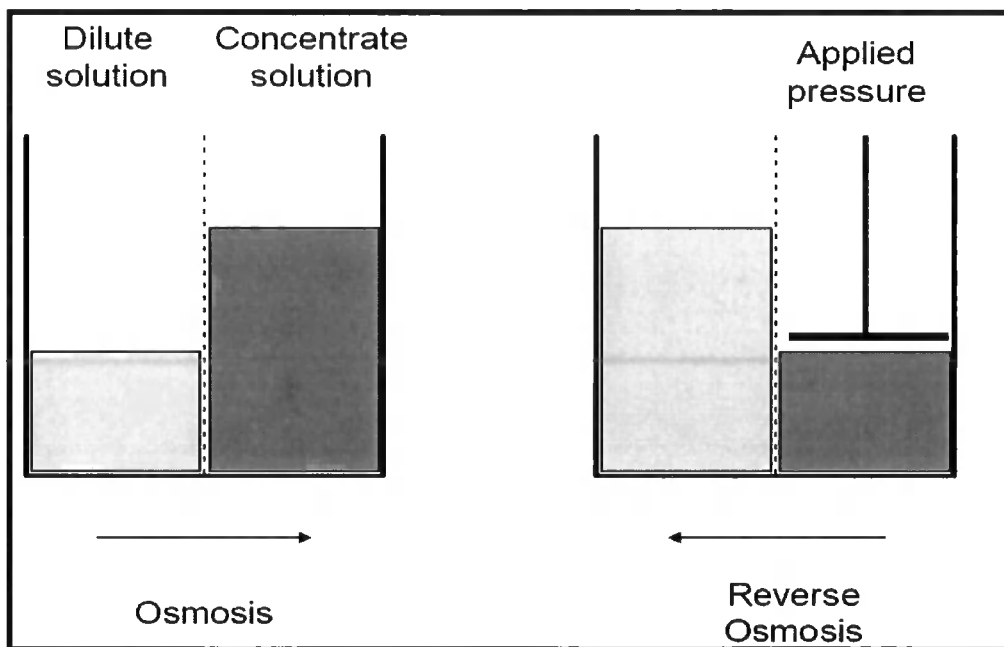 Dilute
solution
Concentrate
solution
Applied
pressure
Osmosis
Reverse
Osmosis